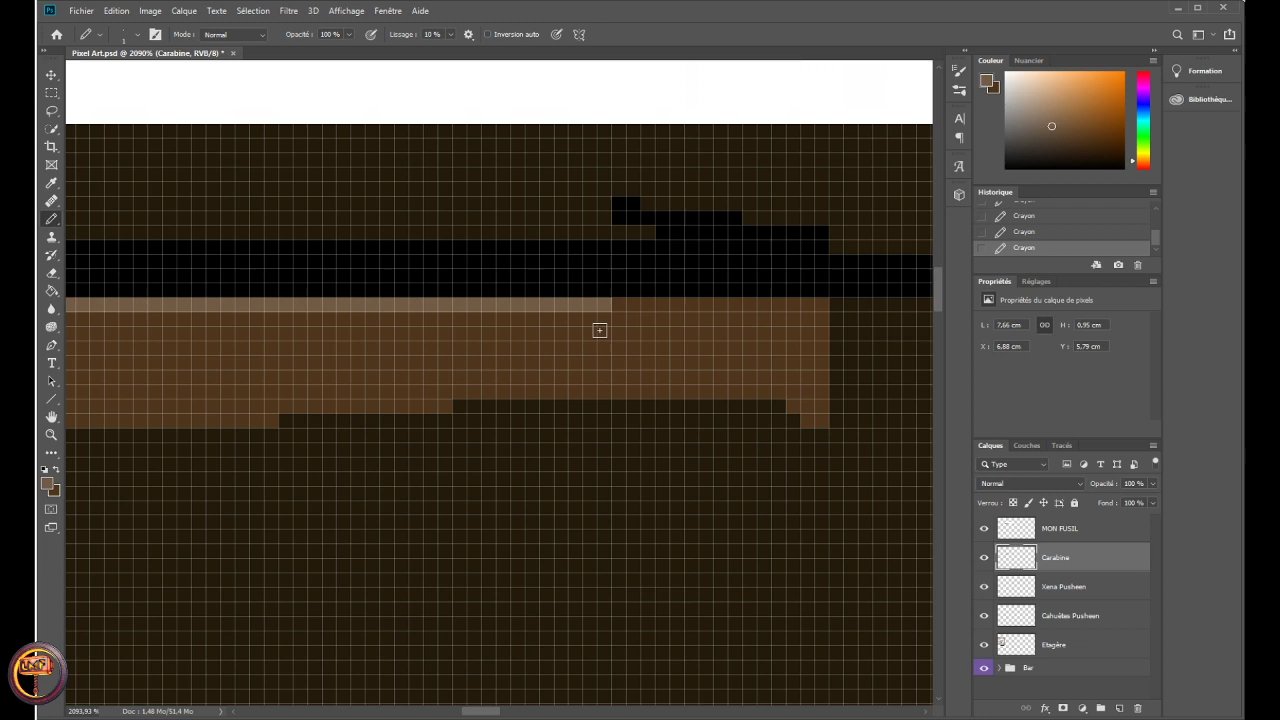 Ps Fichier Edition Image Calque Texte Sélection Filtre 3D Affichage Fenêtre Aide
1 Mode : Normal Opacité : 100 % Lissage : 10 % Inversion auto
Pixel Art.psd @ 2090% (Carabine, RVB/8) * ×
Couleur Nuancier
Formation
Bibliothèqu...
Historique
Crayon
Crayon
Crayon
Propriétés Réglages
Propriétés du calque de pixels
L : 7,66 cm H : 0,95 cm
X : 6,88 cm Y : 5,79 cm
Calques Couches Tracés
Type
Normal Opacité : 100 %
Verrou : Fond : 100 %
MON FUSIL
Carabine
Xena Pusheen
Cahuètes Pusheen
Etagère
Bar
2093,93 % Doc : 1,48 Mo/51,4 Mo